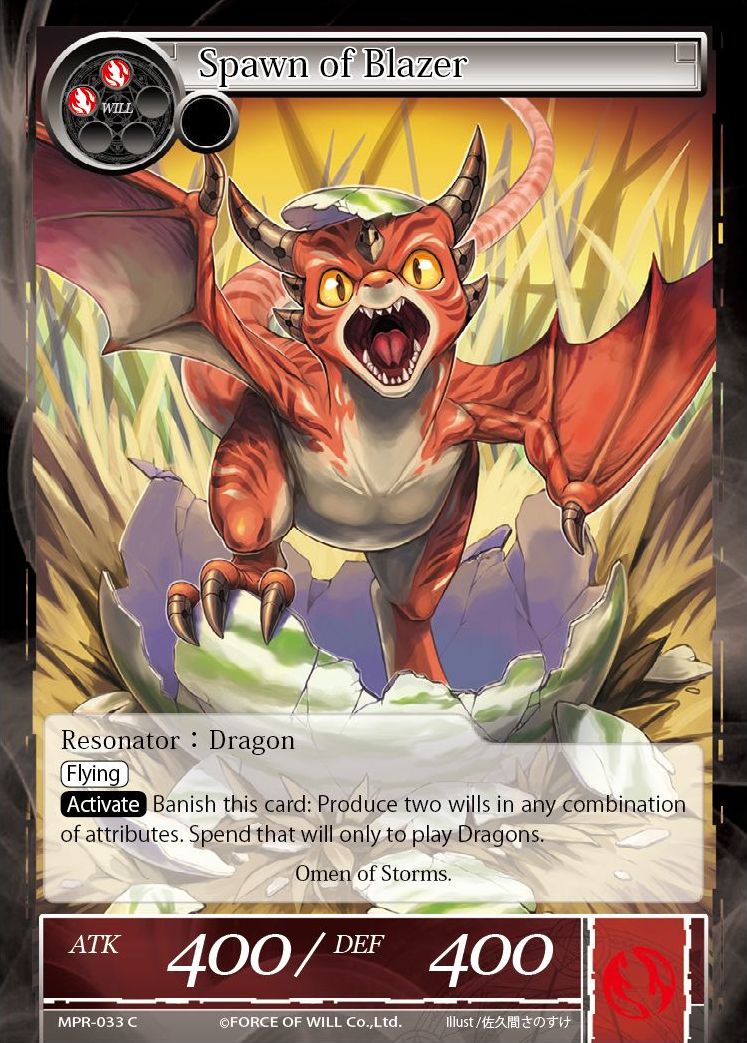 Spawn of Blazer
WILL
Resonator : Dragon
Flying
Activate Banish this card: Produce two wills in any combination
of attributes. Spend that will only to play Dragons.
Omen of Storms.
ATK 400 / DEF 400
MPR-033 C ©FORCE OF WILL Co.,Ltd. Illust /佐久間さのすけ